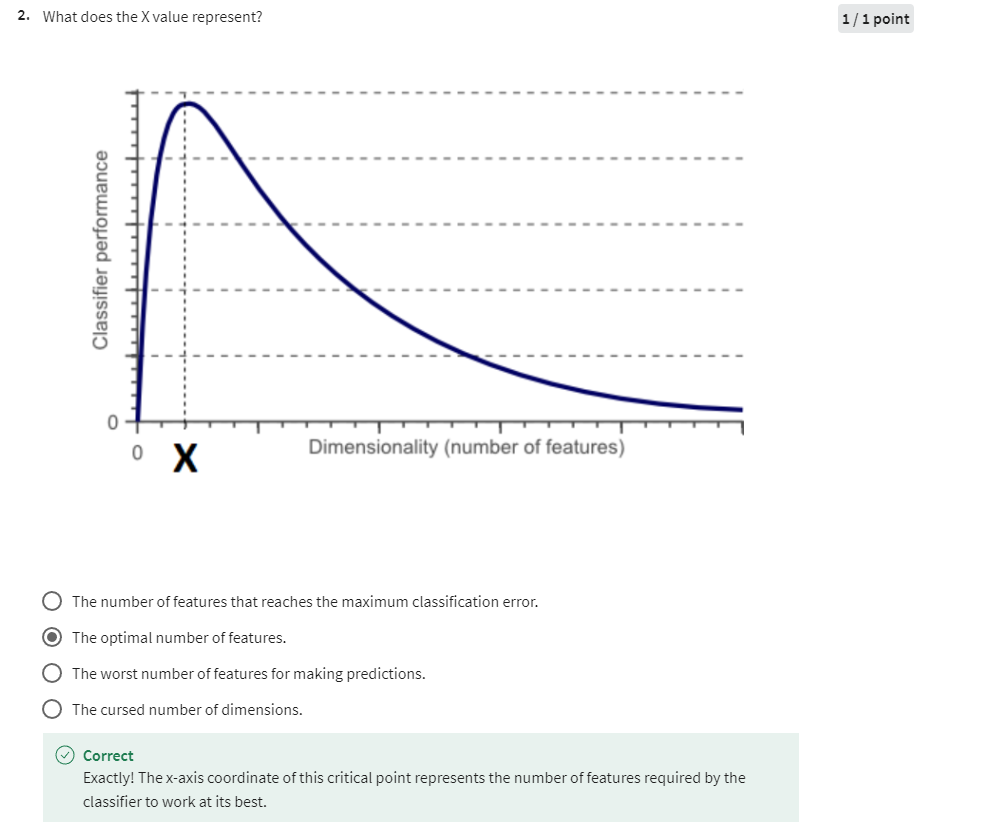 2. What does the X value represent?
1 / 1 point
Classifier performance
0
0
X
Dimensionality (number of features)
The number of features that reaches the maximum classification error.
The optimal number of features.
The worst number of features for making predictions.
The cursed number of dimensions.
Correct
Exactly! The x-axis coordinate of this critical point represents the number of features required by the
classifier to work at its best.